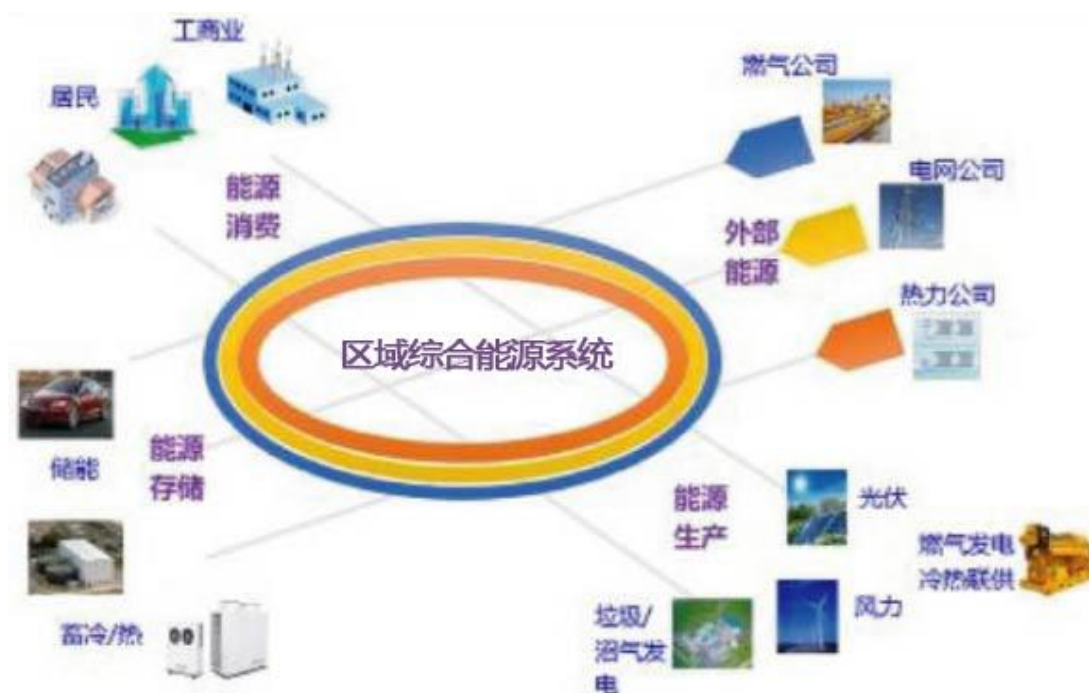 工商业
居民
燃气公司
电网公司
能源
消费
外部
能源
热力公司
区域综合能源系统
储能
能源
存储
能源
生产
光伏
燃气发电
冷热联供
蓄冷/热
垃圾/
沼气发
电
风力